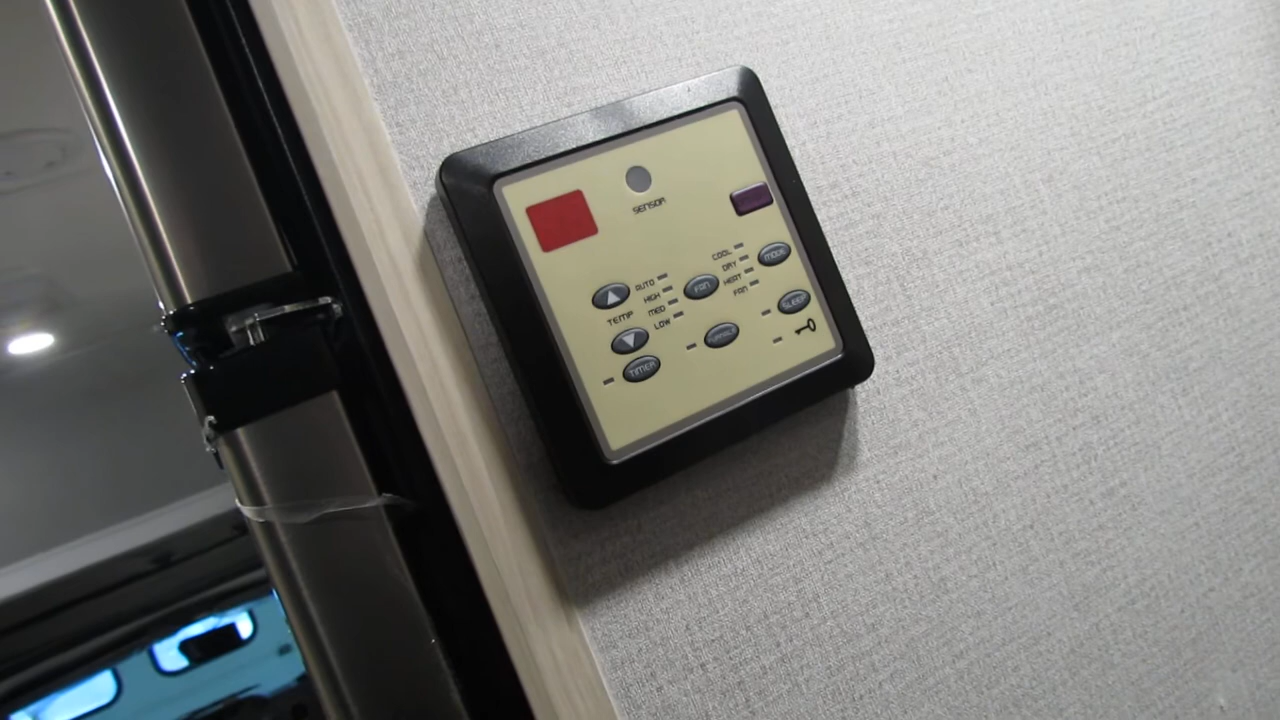 SENSOR
TEMP
TIMER
AUTO
HIGH
MED
LOW
FAN
COOL
DRY
HEAT
FAN
MODE
SLEEP